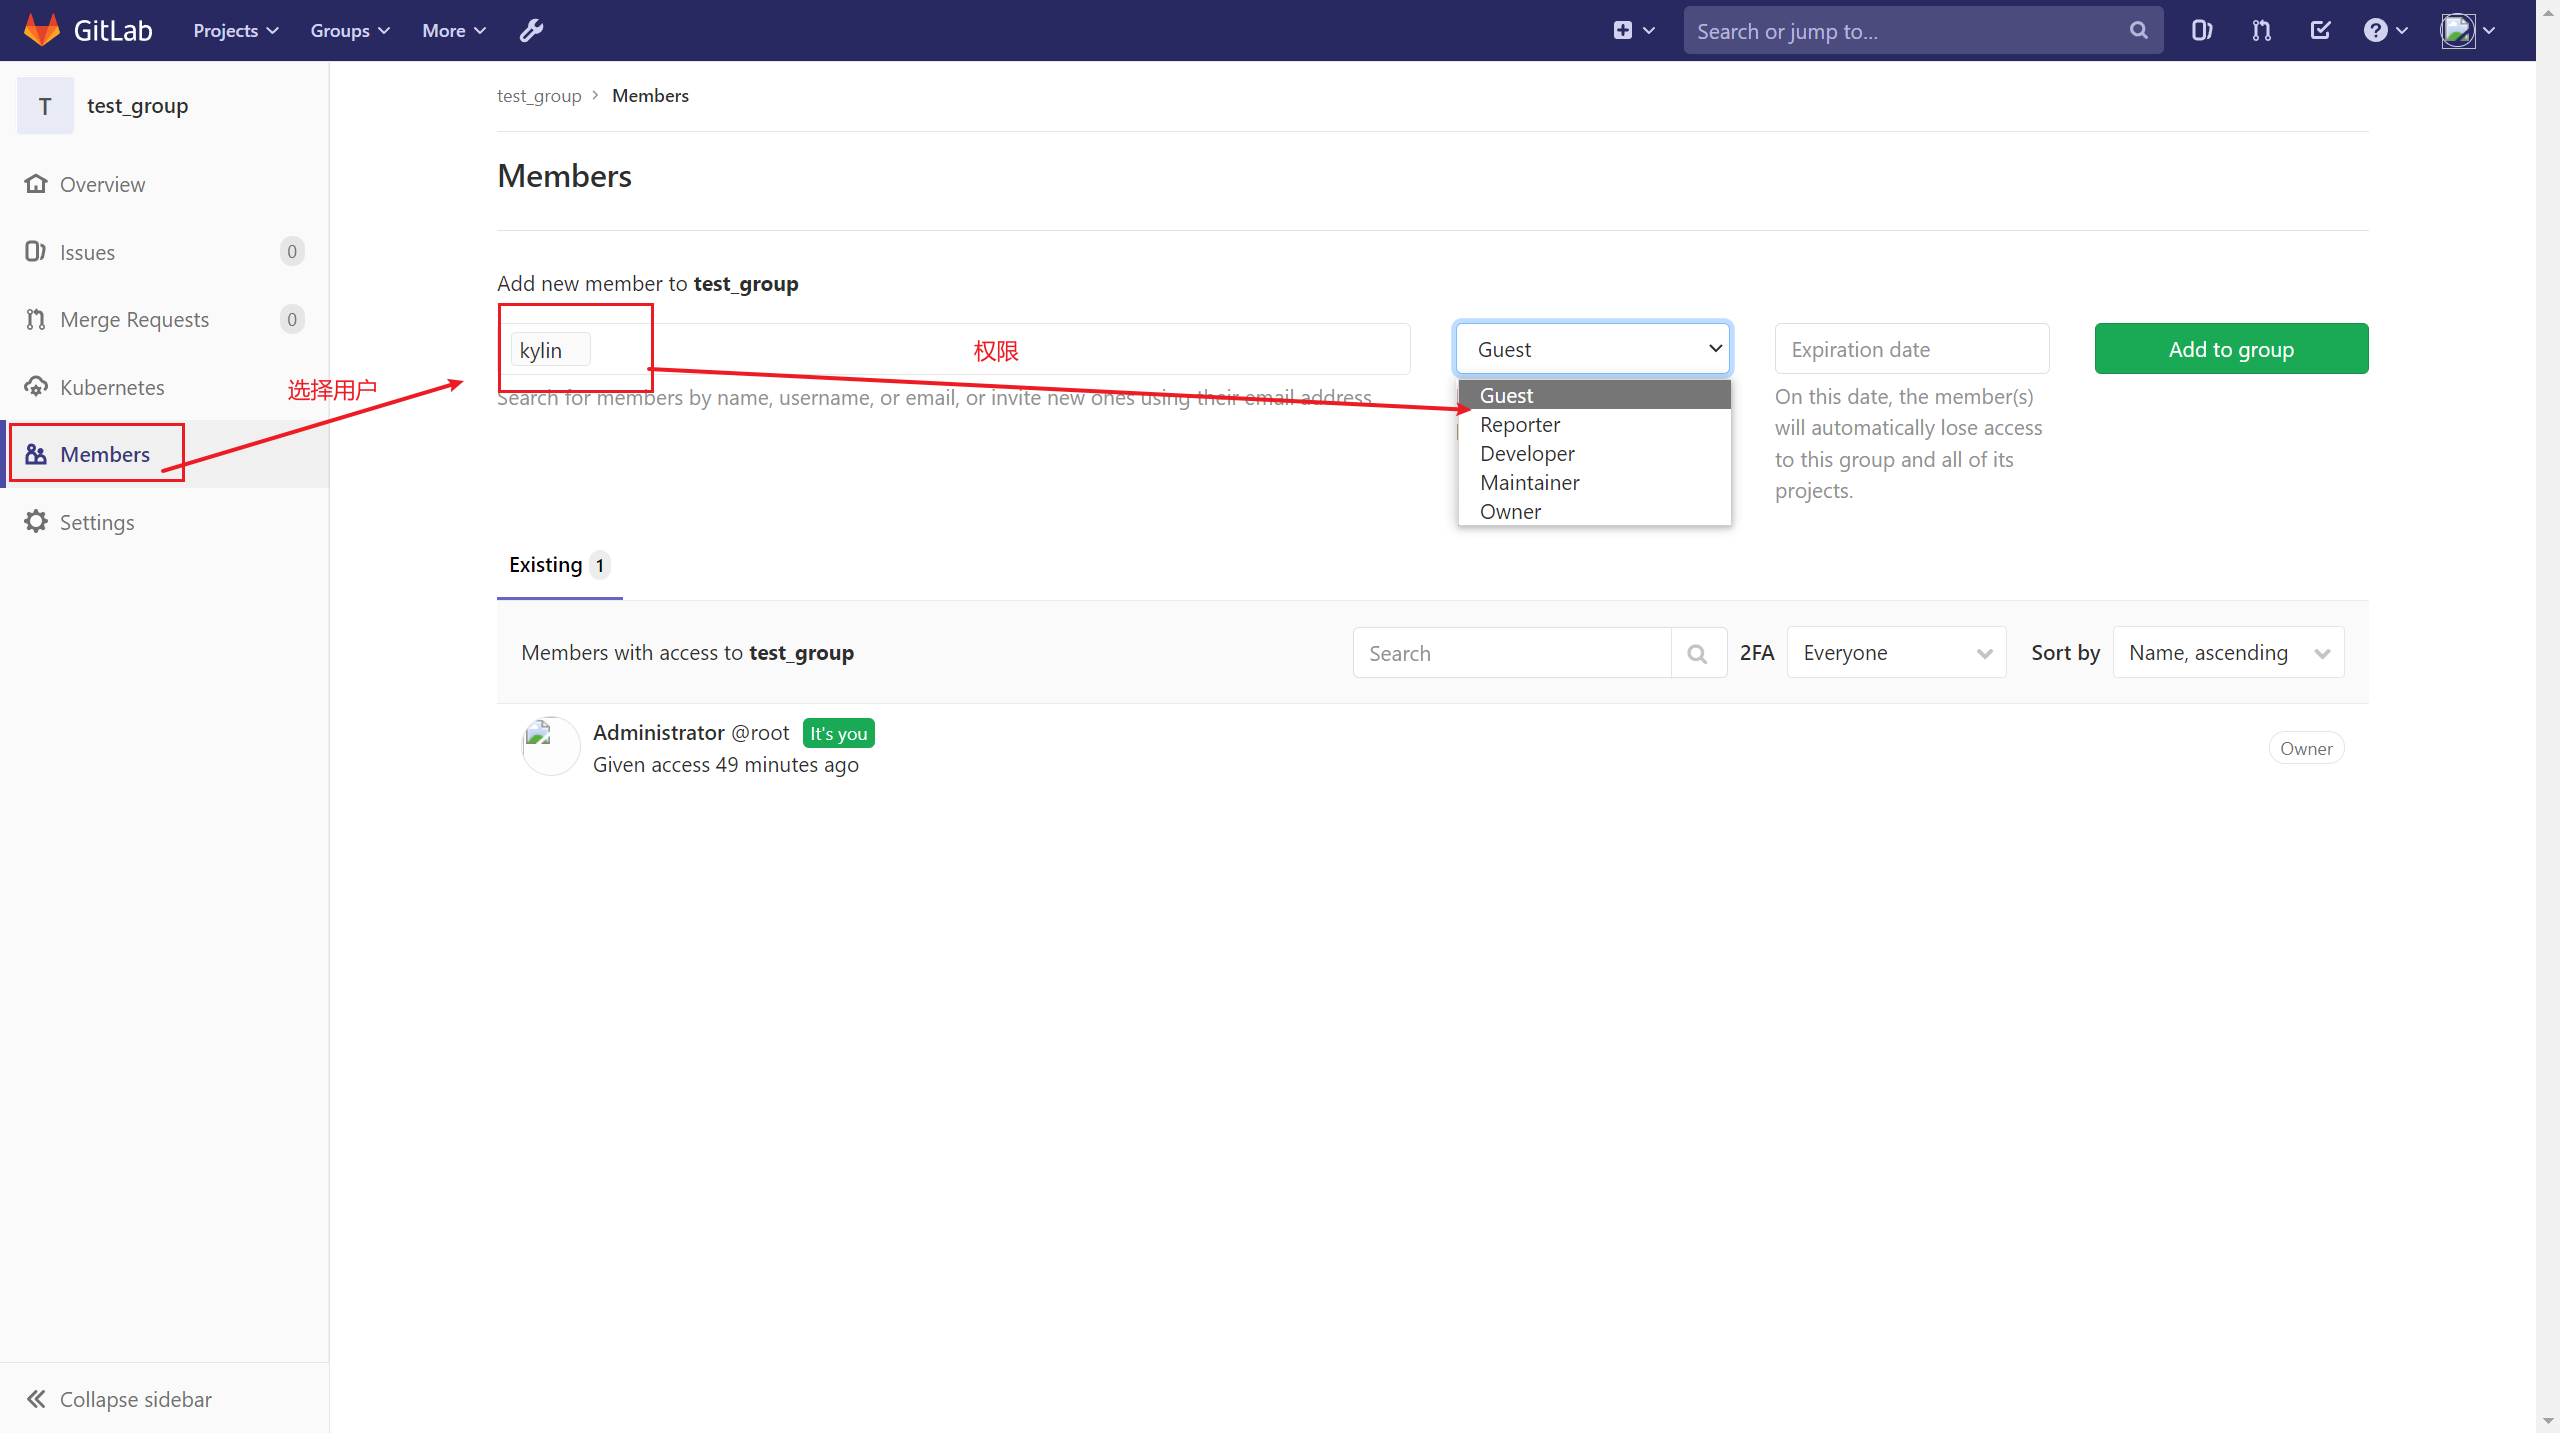 GitLab Projects Groups More Search or jump to...
T test_group
test_group > Members
Overview
Members
Issues 0
Add new member to test_group
Merge Requests 0
kylin 权限 Guest Expiration date Add to group
Kubernetes
选择用户
Search for members by name, username, or email, or invite new ones using their email address.
Guest
Reporter
Developer
Maintainer
Owner
On this date, the member(s)
will automatically lose access
to this group and all of its
projects.
Members
Settings
Existing 1
Members with access to test_group Search 2FA Everyone Sort by Name, ascending
Administrator @root It's you
Given access 49 minutes ago
Owner
Collapse sidebar